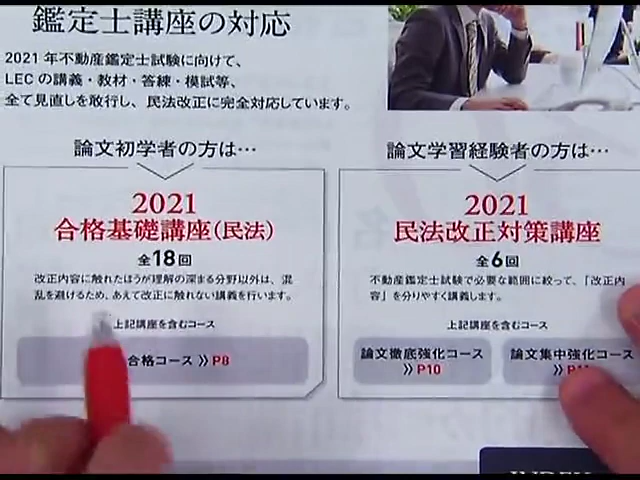 鑑定士講座の対応
2021年不動産鑑定士試験に向けて、
LECの講義・教材・答練・模試等、
全て見直しを敢行し、民法改正に完全対応しています。
論文初学者の方は…
2021
合格基礎講座(民法)
全18回
改正内容に触れたほうが理解の深まる分野以外は、混
乱を避けるため、あえて改正に触れない講義を行います。
上記講座を含むコース
合格コース 》P8
論文学習経験者の方は…
2021
民法改正対策講座
全6回
不動産鑑定士試験で必要な範囲に絞って、「改正内
容」を分りやすく講義します。
上記講座を含むコース
論文徹底強化コース
》P10
論文集中強化コース
》
INDEX